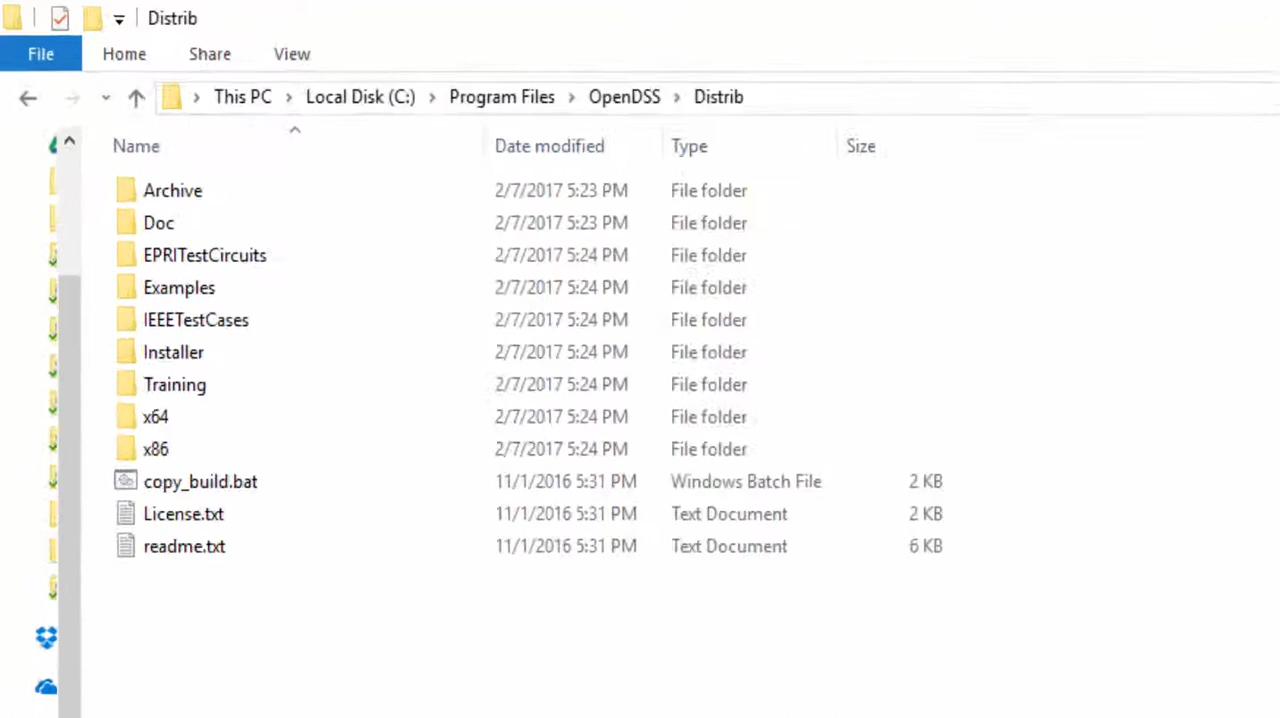 Distrib
File Home Share View
This PC Local Disk (C:) Program Files OpenDSS Distrib
Name Date modified Type Size
Archive 2/7/2017 5:23 PM File folder
Doc 2/7/2017 5:23 PM File folder
EPRITestCircuits 2/7/2017 5:24 PM File folder
Examples 2/7/2017 5:24 PM File folder
IEEETestCases 2/7/2017 5:24 PM File folder
Installer 2/7/2017 5:24 PM File folder
Training 2/7/2017 5:24 PM File folder
x64 2/7/2017 5:24 PM File folder
x86 2/7/2017 5:24 PM File folder
copy_build.bat 11/1/2016 5:31 PM Windows Batch File 2 KB
License.txt 11/1/2016 5:31 PM Text Document 2 KB
readme.txt 11/1/2016 5:31 PM Text Document 6 KB